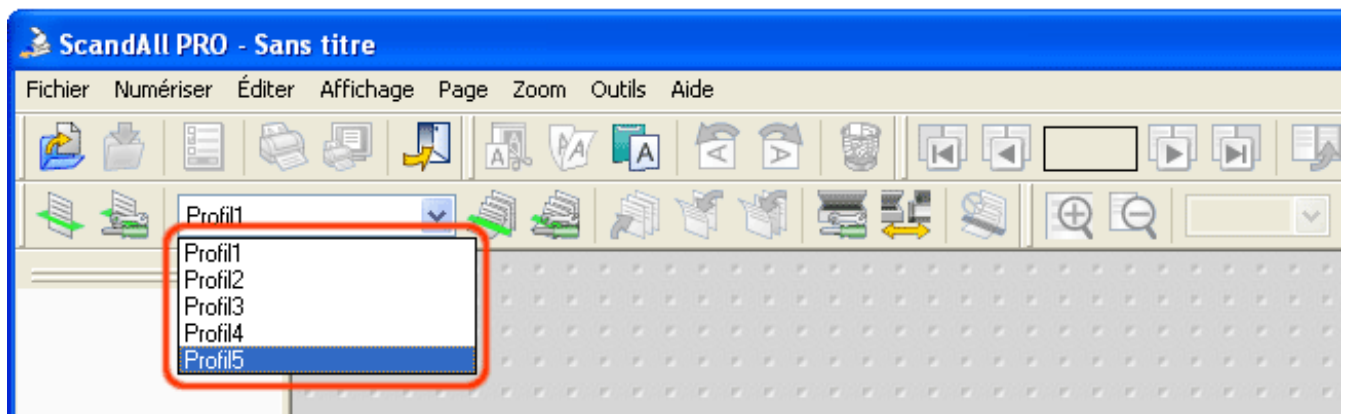 ScandAll PRO - Sans titre
Fichier Numériser Éditer Affichage Page Zoom Outils Aide
Profil1
Profil1
Profil2
Profil3
Profil4
Profil5